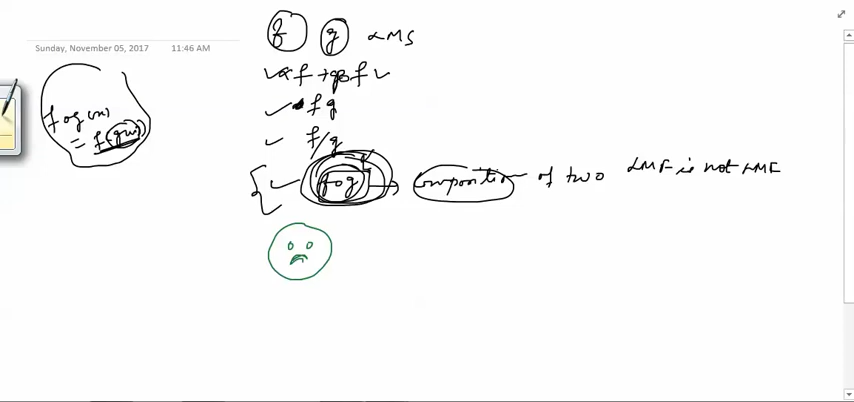 f g LMS
Sunday, November 05, 2017 11:46 AM
f g
f/g
fog(x)
= f(g(x))
fog → composition of two LMF is not LMF